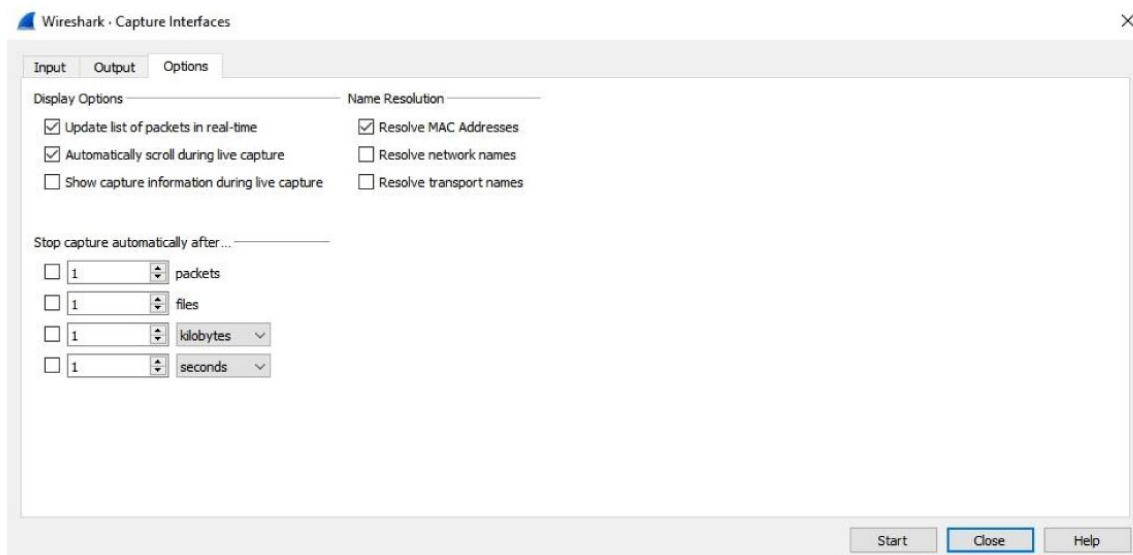 Wireshark · Capture Interfaces
Input Output Options
Display Options Name Resolution
Update list of packets in real-time Resolve MAC Addresses
Automatically scroll during live capture Resolve network names
Show capture information during live capture Resolve transport names
Stop capture automatically after...
1 packets
1 files
1 kilobytes
1 seconds
Start Close Help